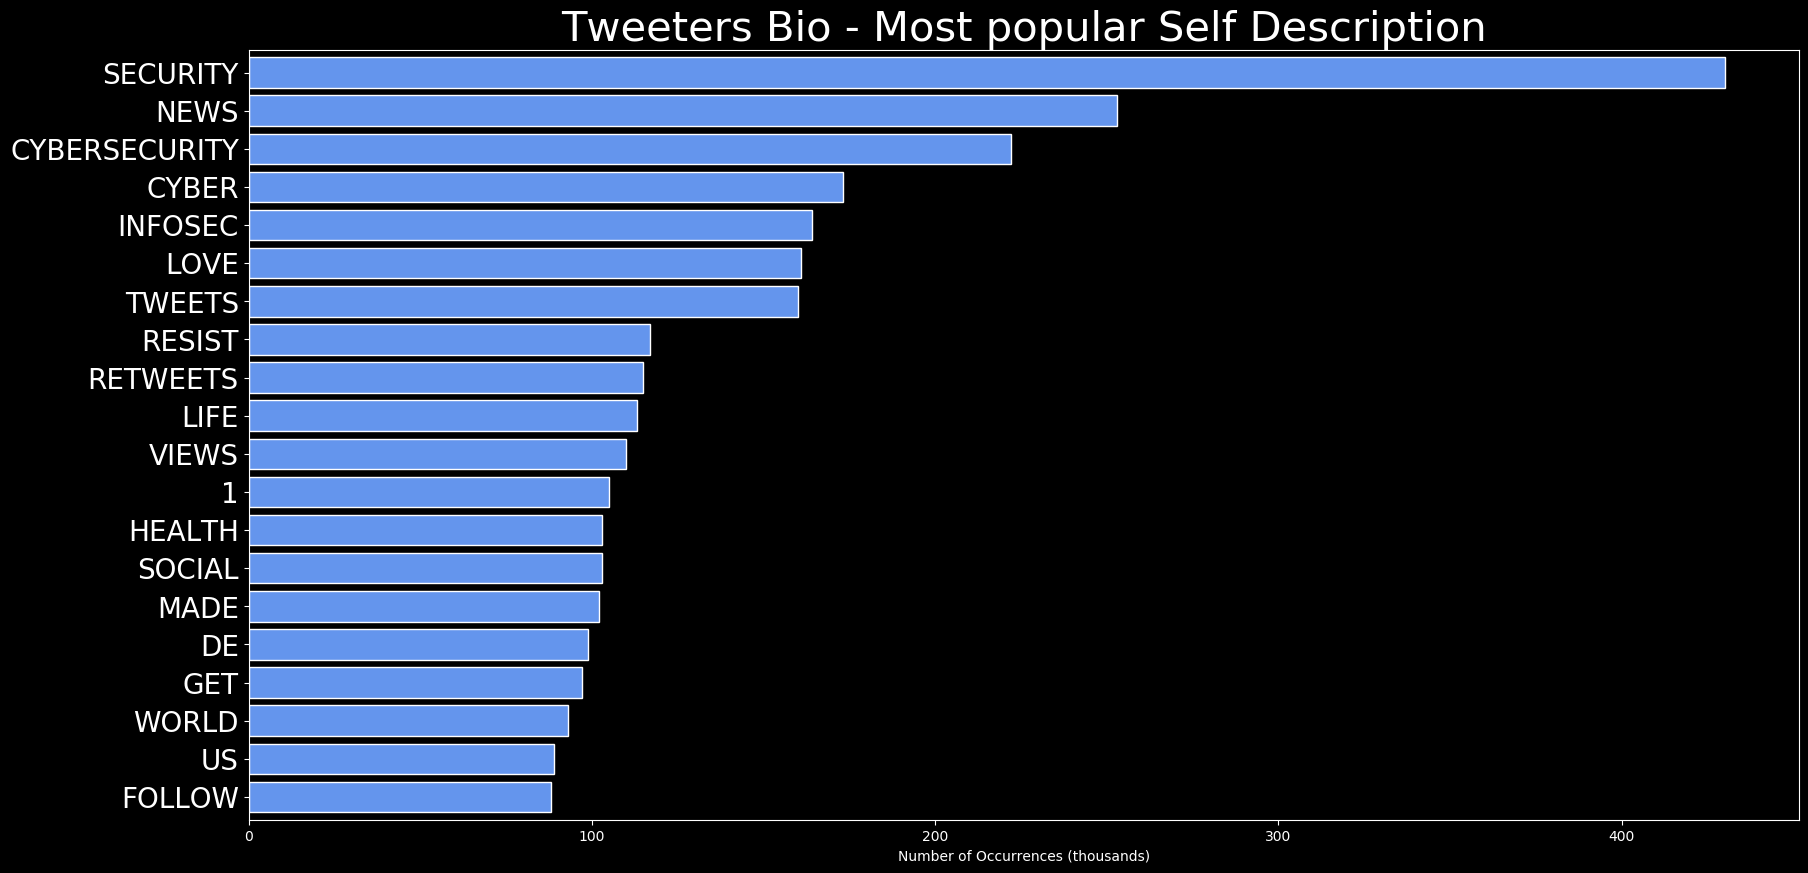 Tweeters Bio - Most popular Self Description
SECURITY
NEWS
CYBERSECURITY
CYBER
INFOSEC
LOVE
TWEETS
RESIST
RETWEETS
LIFE
VIEWS
1
HEALTH
SOCIAL
MADE
DE
GET
WORLD
US
FOLLOW
0 100 200 300 400
Number of Occurrences (thousands)